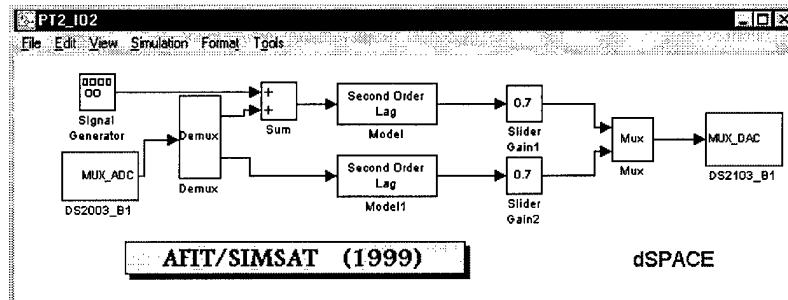 PT2_IO2
File Edit View Simulation Format Tools
Signal
Generator
MUX_ADC
DS2003_B1
Demux
Demux
+
+
Sum
Second Order
Lag
Model
Second Order
Lag
Model1
0.7
Slider
Gain1
0.7
Slider
Gain2
Mux
Mux
MUX_DAC
DS2103_B1
AFIT/SIMSAT (1999)
dSPACE